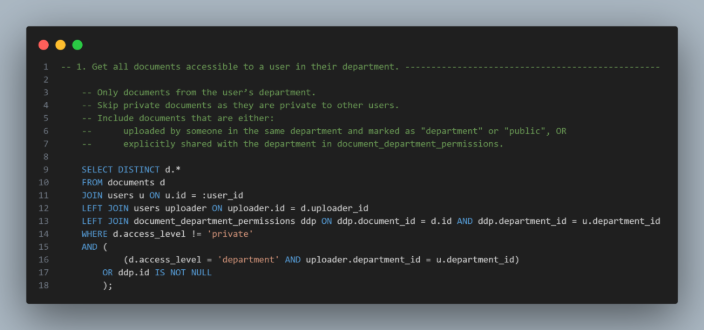 1 -- 1. Get all documents accessible to a user in their department. -------------------------------------------------
2
3 -- Only documents from the user's department.
4 -- Skip private documents as they are private to other users.
5 -- Include documents that are either:
6 -- uploaded by someone in the same department and marked as "department" or "public", OR
7 -- explicitly shared with the department in document_department_permissions.
8
9 SELECT DISTINCT d.*
10 FROM documents d
11 JOIN users u ON u.id = :user_id
12 LEFT JOIN users uploader ON uploader.id = d.uploader_id
13 LEFT JOIN document_department_permissions ddp ON ddp.document_id = d.id AND ddp.department_id = u.department_id
14 WHERE d.access_level != 'private'
15 AND (
16 (d.access_level = 'department' AND uploader.department_id = u.department_id)
17 OR ddp.id IS NOT NULL
18 );